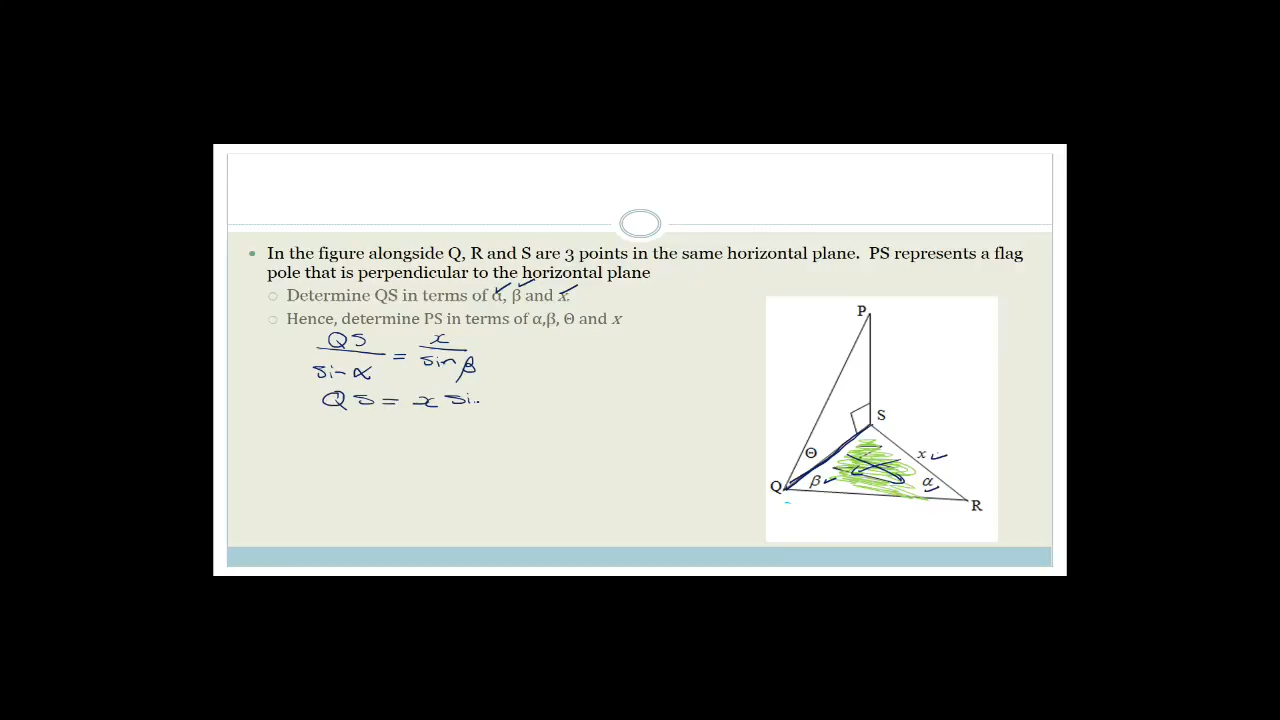 In the figure alongside Q, R and S are 3 points in the same horizontal plane. PS represents a flag
pole that is perpendicular to the horizontal plane
Determine QS in terms of α, β and x.
Hence, determine PS in terms of α,β, Θ and x
QS / sin α = x / sin β
QS = x si..
P
S
Θ
x
Q
β
α
R